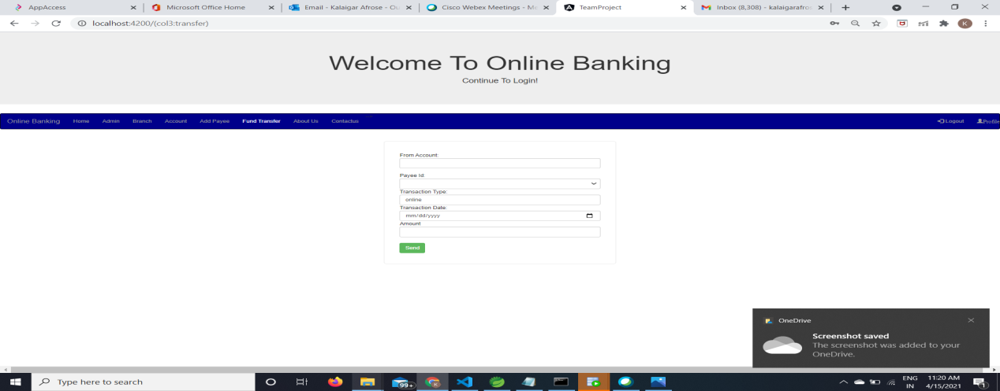 AppAccess
Microsoft Office Home
Email - Kalaigar Afrose - Ou
Cisco Webex Meetings - Me
TeamProject
Inbox (8,308) - kalaigarafros
localhost:4200/(col3:transfer)
K
Welcome To Online Banking
Continue To Login!
Online Banking Home Admin Branch Account Add Payee Fund Transfer About Us Contactus Logout Profile
From Account:
Payee Id:
Transaction Type:
online
Transaction Date:
mm/dd/yyyy
Amount
Send
OneDrive
Screenshot saved
The screenshot was added to your
OneDrive.
Type here to search
99+
ENG
IN
11:20 AM
4/15/2021
1